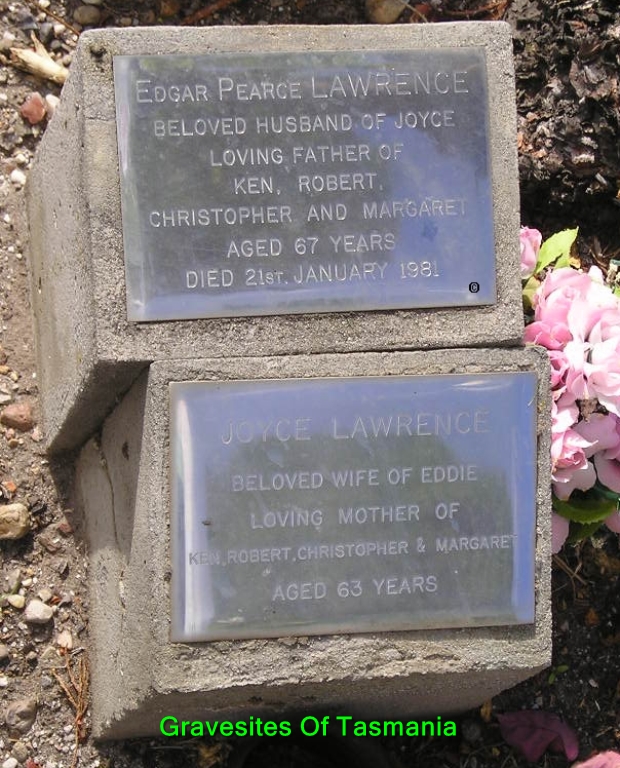 EDGAR PEARCE LAWRENCE
BELOVED HUSBAND OF JOYCE
LOVING FATHER OF
KEN, ROBERT,
CHRISTOPHER AND MARGARET
AGED 67 YEARS
DIED 21ST. JANUARY 1981
JOYCE LAWRENCE
BELOVED WIFE OF EDDIE
LOVING MOTHER OF
KEN, ROBERT, CHRISTOPHER & MARGARET
AGED 63 YEARS
Gravesites Of Tasmania